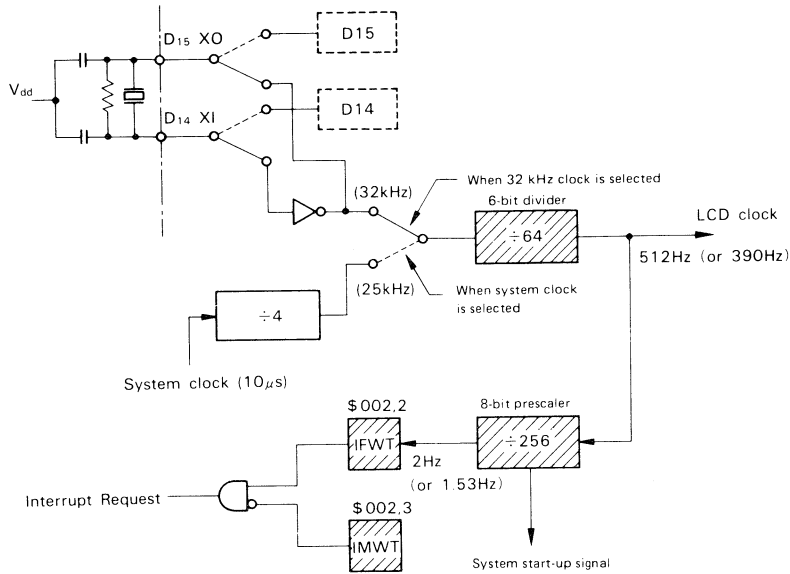 D15 XO
D15
Vdd
D14 XI
D14
(32kHz)
When 32 kHz clock is selected
6-bit divider
÷64
LCD clock
512Hz (or 390Hz)
(25kHz)
When system clock
is selected
÷4
System clock (10μs)
$002,2
IFWT
8-bit prescaler
÷256
2Hz
(or 1.53Hz)
Interrupt Request
$002,3
IMWT
System start-up signal